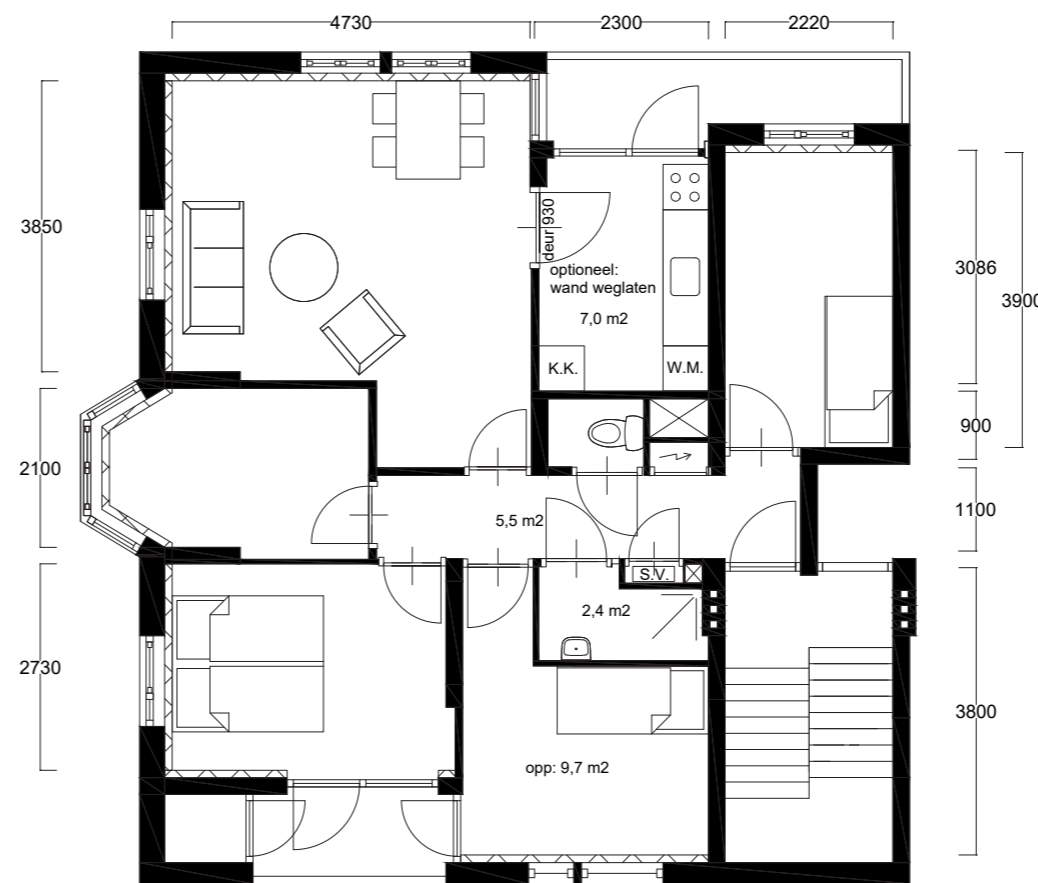 4730
2300
2220
3850
deur 930
optioneel:
wand weglaten
7,0 m2
3086
3900
K.K.
W.M.
900
2100
5,5 m2
1100
S.V.
2,4 m2
2730
3800
opp: 9,7 m2